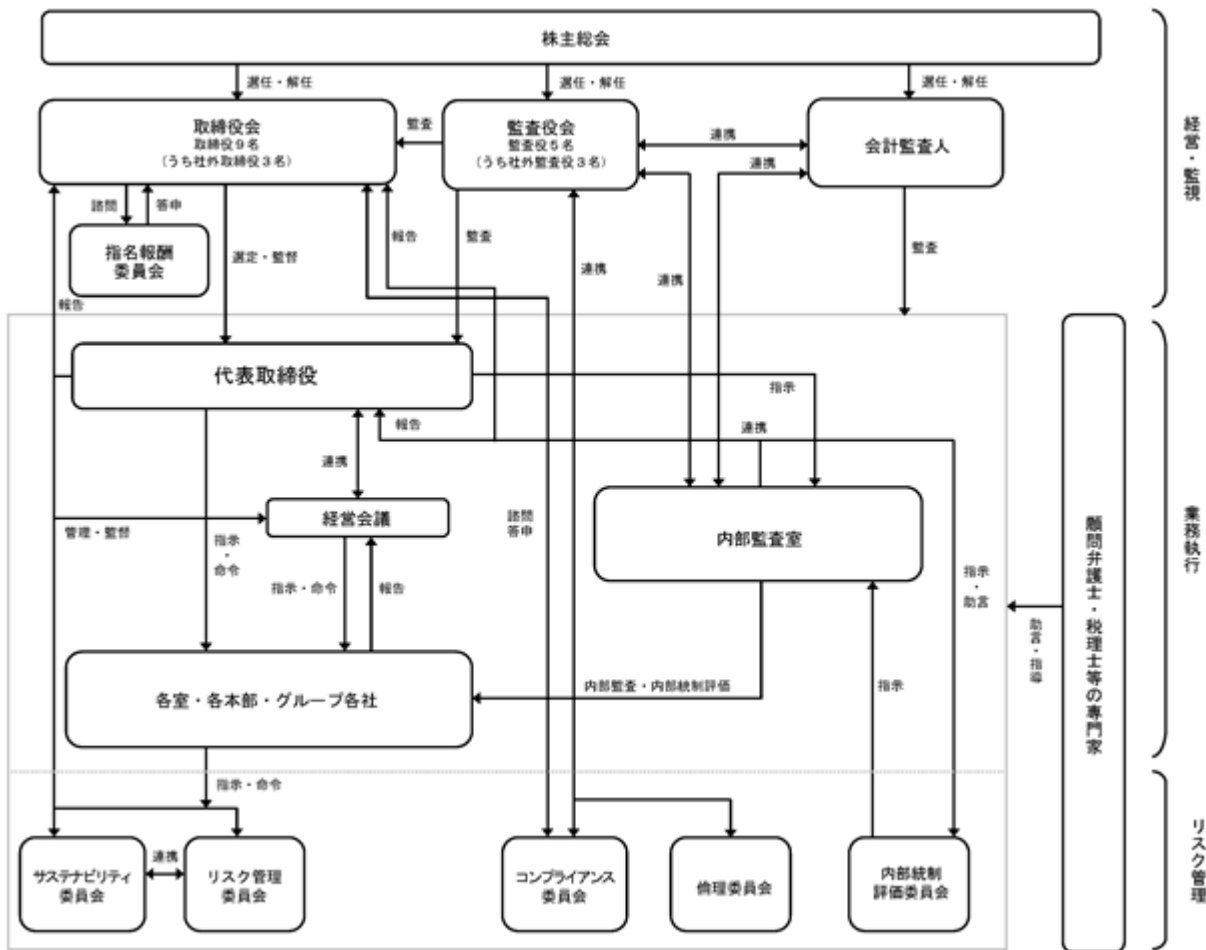 株主総会
選任・解任
選任・解任
選任・解任
取締役会
取締役9名
(うち社外取締役3名)
監査
監査役会
監査役5名
(うち社外監査役3名)
連携
連携
会計監査人
経営・監視
諮問
答申
指名報酬
委員会
選定・監督
報告
監査
連携
連携
監査
報告
代表取締役
指示
報告
連携
連携
経営会議
管理・監督
指示・命令
指示・命令
報告
諮問
答申
内部監査室
指示・助言
助言・指導
顧問弁護士・税理士等の専門家
業務執行
各室・各本部・グループ各社
内部監査・内部統制評価
指示
指示・命令
サステナビリティ
委員会
連携
リスク管理
委員会
コンプライアンス
委員会
倫理委員会
内部統制
評価委員会
リスク管理